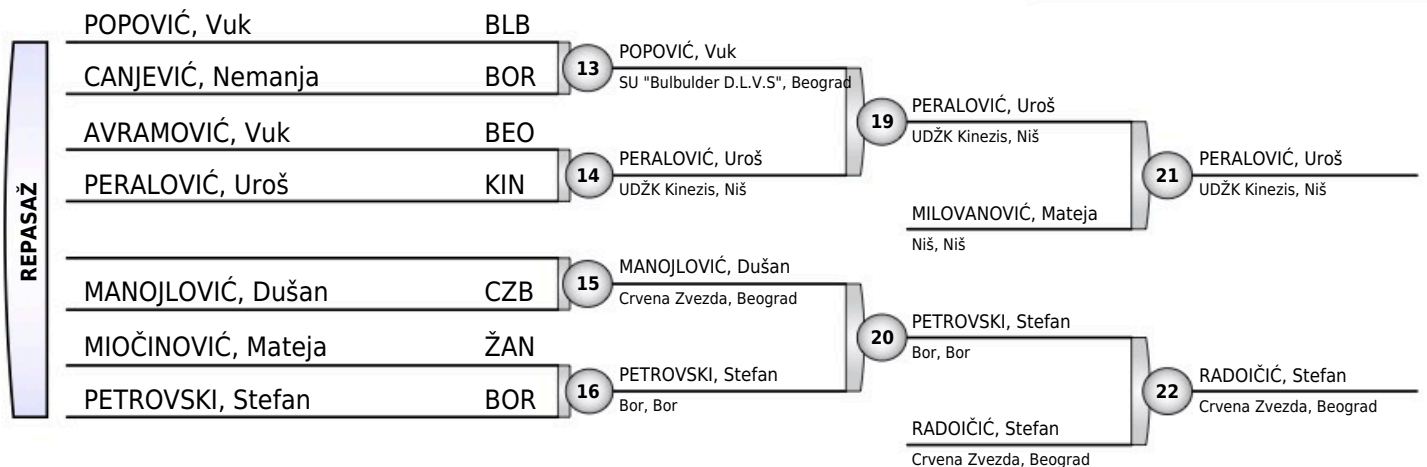 REPASAŽ
POPOVIĆ, Vuk BLB
CANJEVIĆ, Nemanja BOR
AVRAMOVIĆ, Vuk BEO
PERALOVIĆ, Uroš KIN
MANOJLOVIĆ, Dušan CZB
MIOČINOVIĆ, Mateja ŽAN
PETROVSKI, Stefan BOR
13
POPOVIĆ, Vuk
SU "Bulbulder D.L.V.S", Beograd
14
PERALOVIĆ, Uroš
UDŽK Kinezis, Niš
15
MANOJLOVIĆ, Dušan
Crvena Zvezda, Beograd
16
PETROVSKI, Stefan
Bor, Bor
19
PERALOVIĆ, Uroš
UDŽK Kinezis, Niš
MILOVANOVIĆ, Mateja
Niš, Niš
20
PETROVSKI, Stefan
Bor, Bor
RADOIČIĆ, Stefan
Crvena Zvezda, Beograd
21
PERALOVIĆ, Uroš
UDŽK Kinezis, Niš
22
RADOIČIĆ, Stefan
Crvena Zvezda, Beograd